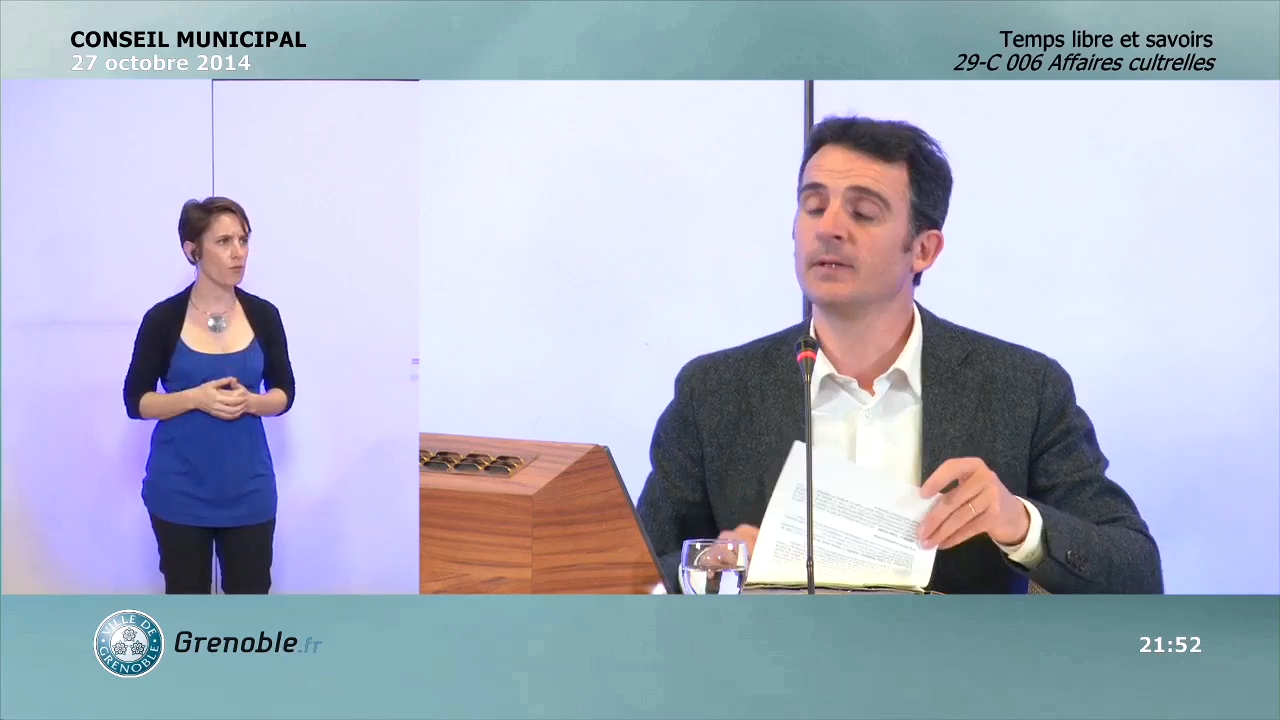 CONSEIL MUNICIPAL
27 octobre 2014
Temps libre et savoirs
29-C 006 Affaires cultrelles
VILLE DE GRENOBLE
Grenoble.fr
21:52